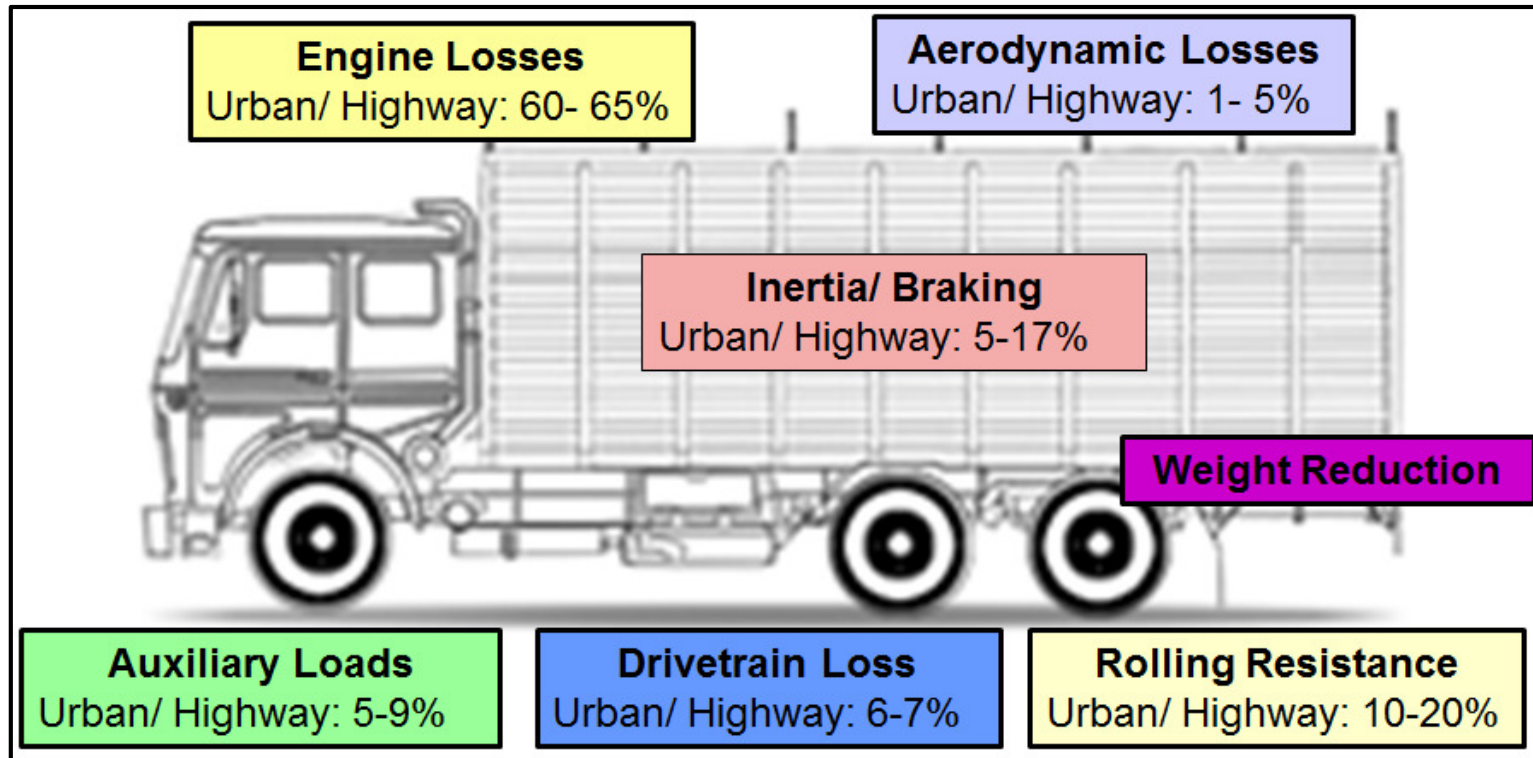 Engine Losses
Urban/ Highway: 60- 65%
Aerodynamic Losses
Urban/ Highway: 1- 5%
Inertia/ Braking
Urban/ Highway: 5-17%
Weight Reduction
Auxiliary Loads
Urban/ Highway: 5-9%
Drivetrain Loss
Urban/ Highway: 6-7%
Rolling Resistance
Urban/ Highway: 10-20%